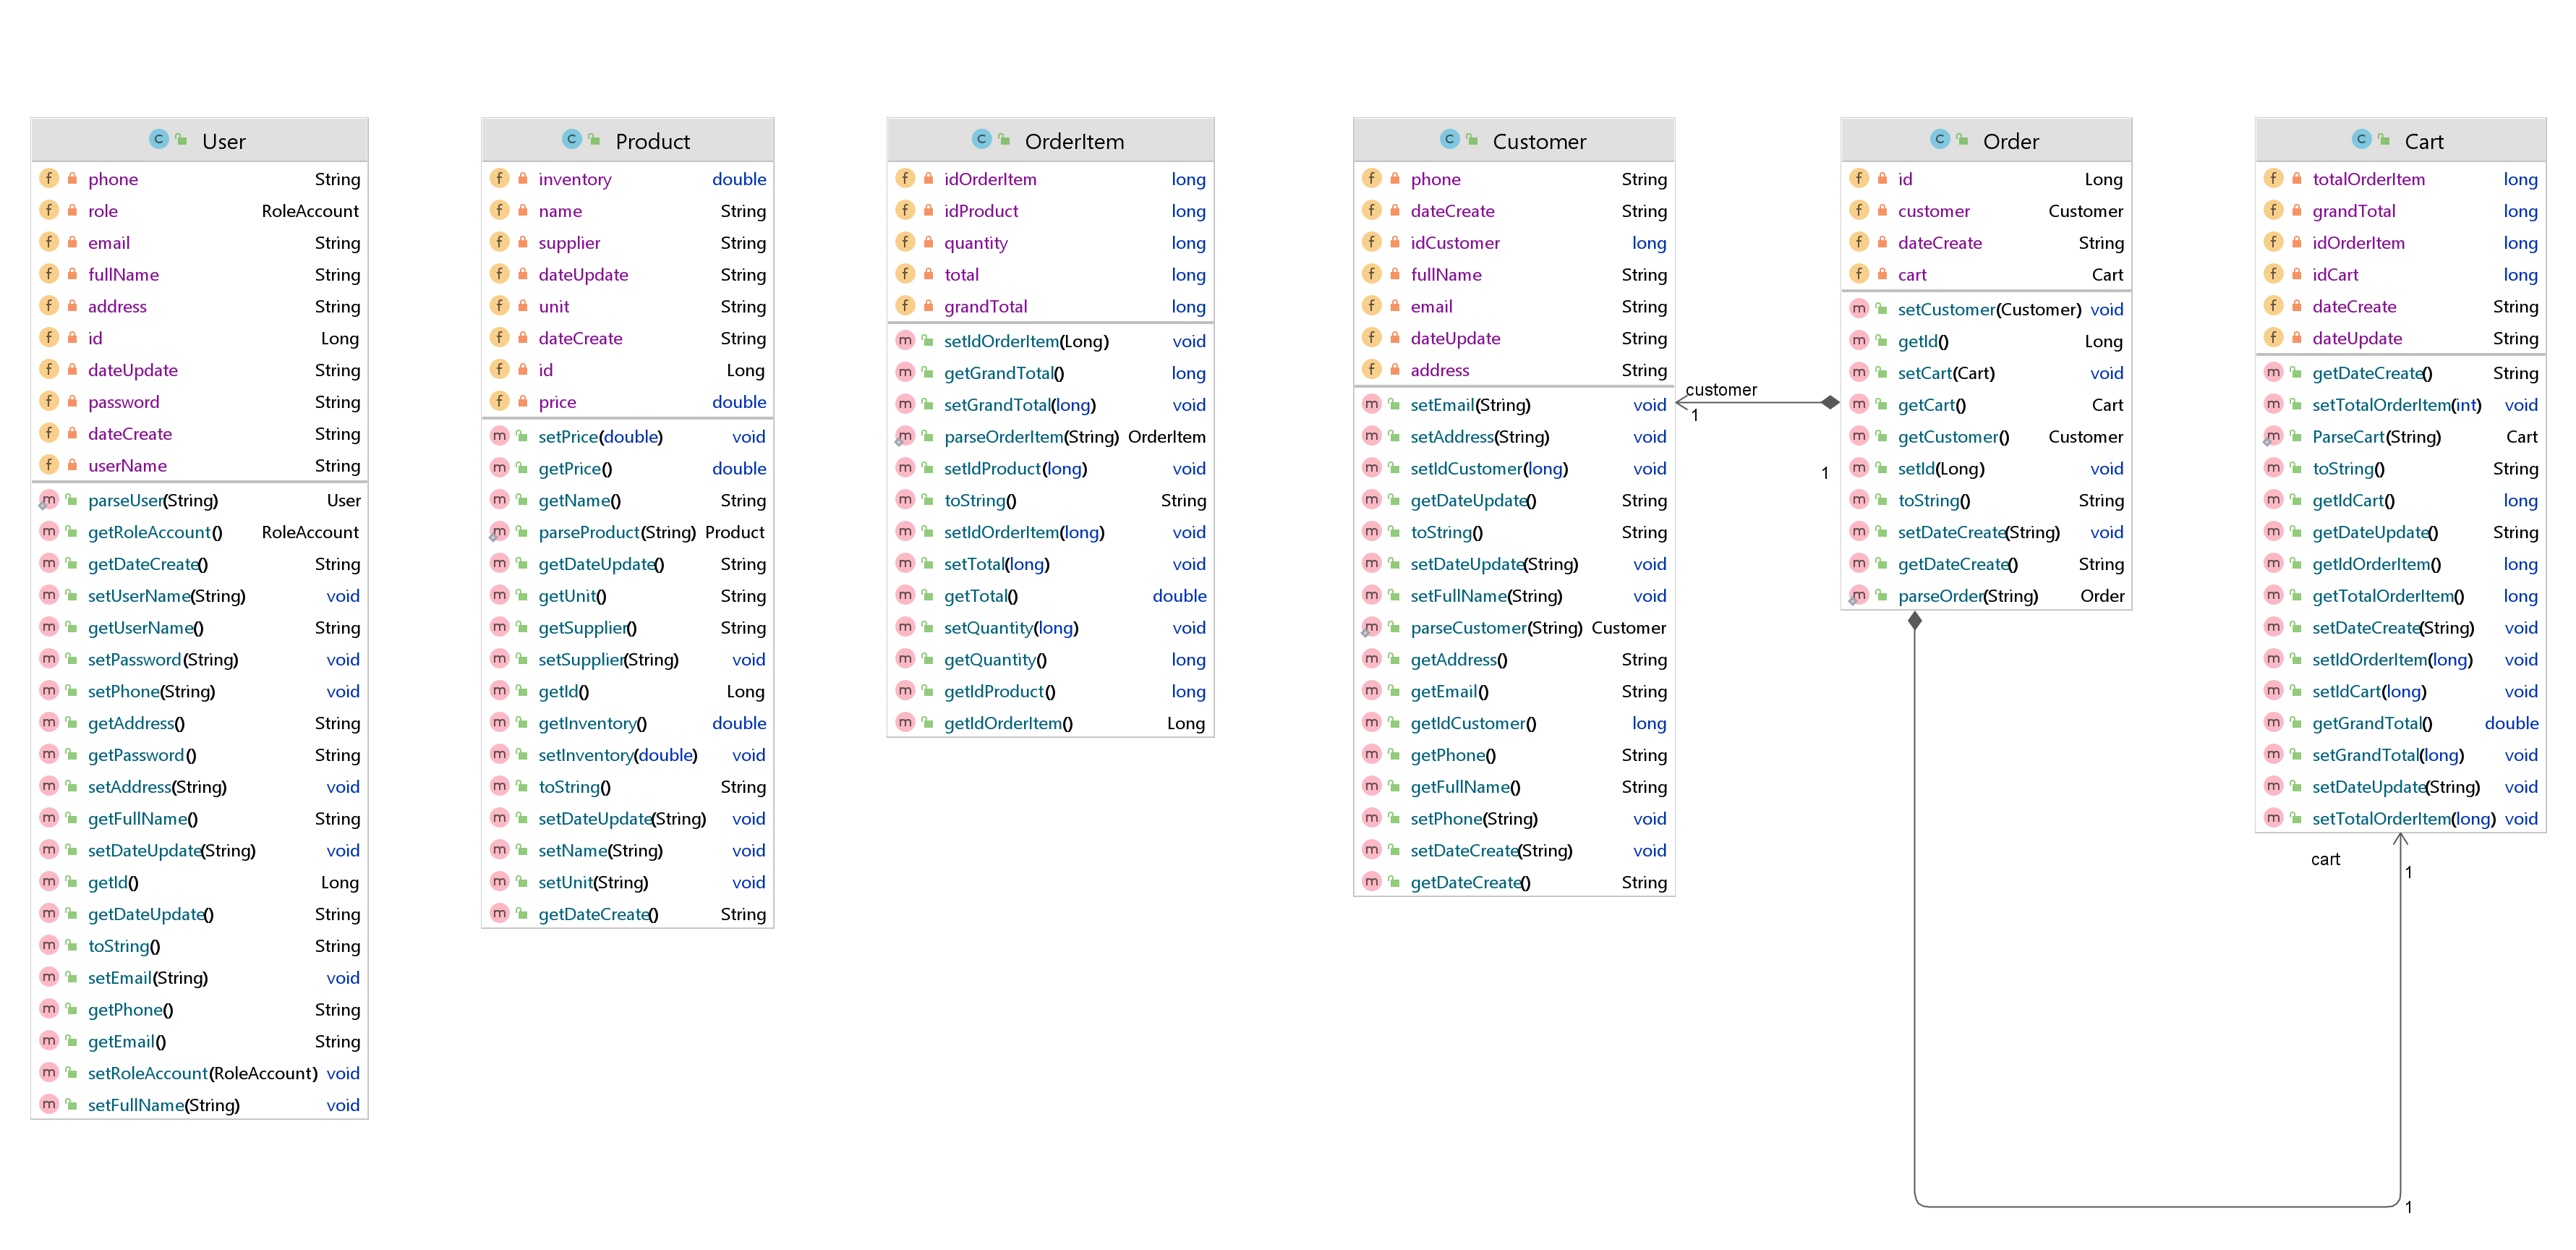 User
phone String
role RoleAccount
email String
fullName String
address String
id Long
dateUpdate String
password String
dateCreate String
userName String
parseUser(String) User
getRoleAccount() RoleAccount
getDateCreate() String
setUserName(String) void
getUserName() String
setPassword(String) void
setPhone(String) void
getAddress() String
getPassword() String
setAddress(String) void
getFullName() String
setDateUpdate(String) void
getId() Long
getDateUpdate() String
toString() String
setEmail(String) void
getPhone() String
getEmail() String
setRoleAccount(RoleAccount) void
setFullName(String) void
Product
inventory double
name String
supplier String
dateUpdate String
unit String
dateCreate String
id Long
price double
setPrice(double) void
getPrice() double
getName() String
parseProduct(String) Product
getDateUpdate() String
getUnit() String
getSupplier() String
setSupplier(String) void
getId() Long
getInventory() double
setInventory(double) void
toString() String
setDateUpdate(String) void
setName(String) void
setUnit(String) void
getDateCreate() String
OrderItem
idOrderItem long
idProduct long
quantity long
total long
grandTotal long
setIdOrderItem(Long) void
getGrandTotal() long
setGrandTotal(long) void
parseOrderItem(String) OrderItem
setIdProduct(long) void
toString() String
setIdOrderItem(long) void
setTotal(long) void
getTotal() double
setQuantity(long) void
getQuantity() long
getIdProduct() long
getIdOrderItem() Long
Customer
phone String
dateCreate String
idCustomer long
fullName String
email String
dateUpdate String
address String
setEmail(String) void
setAddress(String) void
setIdCustomer(long) void
getDateUpdate() String
toString() String
setDateUpdate(String) void
setFullName(String) void
parseCustomer(String) Customer
getAddress() String
getEmail() String
getIdCustomer() long
getPhone() String
getFullName() String
setPhone(String) void
setDateCreate(String) void
getDateCreate() String
customer
1
1
Order
id Long
customer Customer
dateCreate String
cart Cart
setCustomer(Customer) void
getId() Long
setCart(Cart) void
getCart() Cart
getCustomer() Customer
setId(Long) void
toString() String
setDateCreate(String) void
getDateCreate() String
parseOrder(String) Order
Cart
totalOrderItem long
grandTotal long
idOrderItem long
idCart long
dateCreate String
dateUpdate String
getDateCreate() String
setTotalOrderItem(int) void
ParseCart(String) Cart
toString() String
getIdCart() long
getDateUpdate() String
getIdOrderItem() long
getTotalOrderItem() long
setDateCreate(String) void
setIdOrderItem(long) void
setIdCart(long) void
getGrandTotal() double
setGrandTotal(long) void
setDateUpdate(String) void
setTotalOrderItem(long) void
cart
1
1